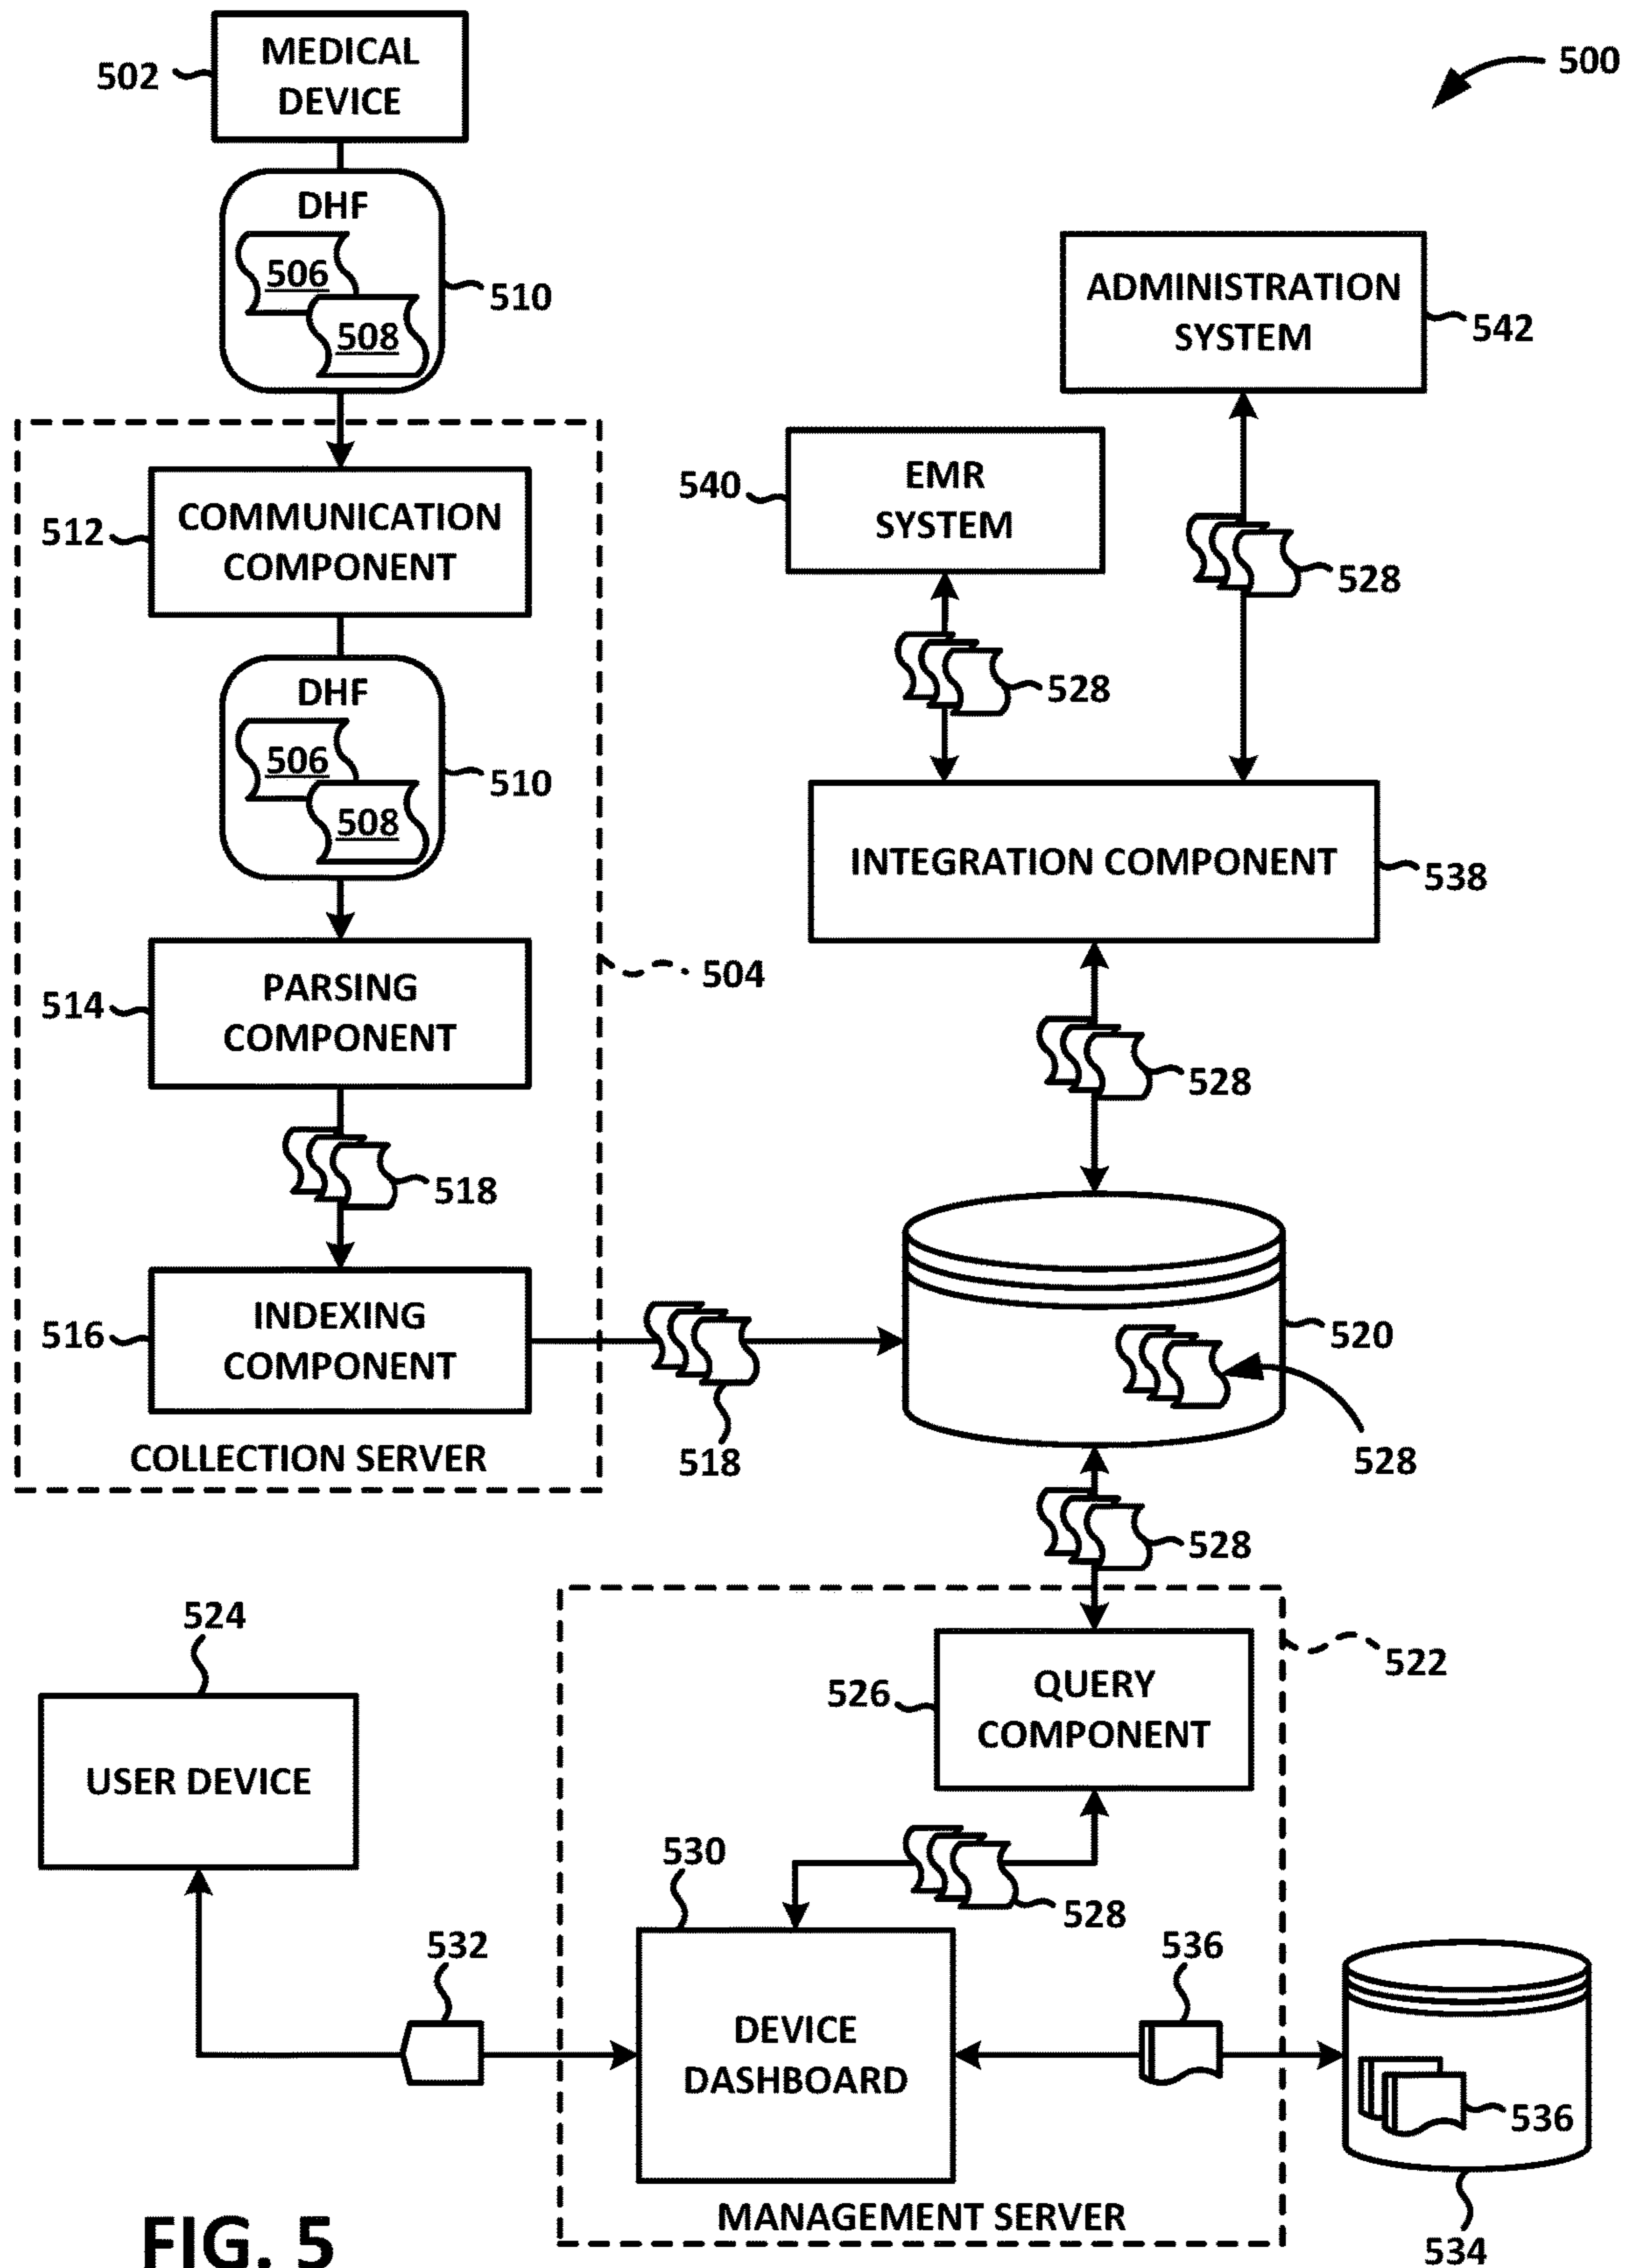 MEDICAL
DEVICE
502
500
DHF
506
508
510
ADMINISTRATION
SYSTEM
542
EMR
SYSTEM
540
528
528
COMMUNICATION
COMPONENT
512
DHF
506
508
510
INTEGRATION COMPONENT
538
504
PARSING
COMPONENT
514
528
518
INDEXING
COMPONENT
516
520
528
518
COLLECTION SERVER
528
524
USER DEVICE
522
QUERY
COMPONENT
526
530
528
532
536
DEVICE
DASHBOARD
536
MANAGEMENT SERVER
534
FIG. 5